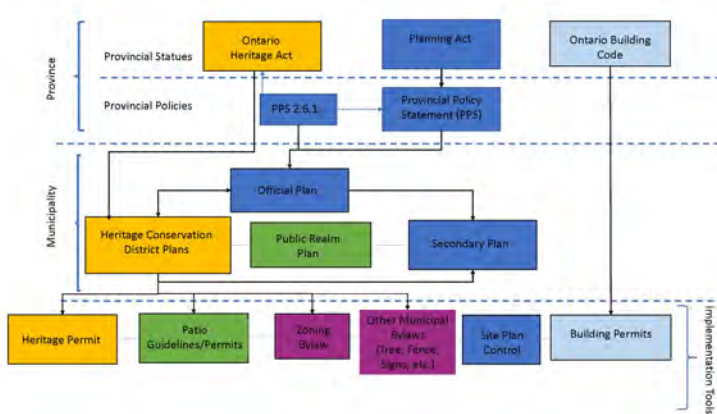 Province
Provincial Statues
Ontario
Heritage Act
Planning Act
Ontario Building
Code
Provincial Policies
PPS 2.6.1
Provincial Policy
Statement (PPS)
Municipality
Official Plan
Heritage Conservation
District Plans
Public Realm
Plan
Secondary Plan
Heritage Permit
Patio
Guidelines/Permits
Zoning
Bylaw
Other Municipal
Bylaws
(Tree, Fence,
Signs, etc.)
Site Plan
Control
Building Permits
Implementation Tools